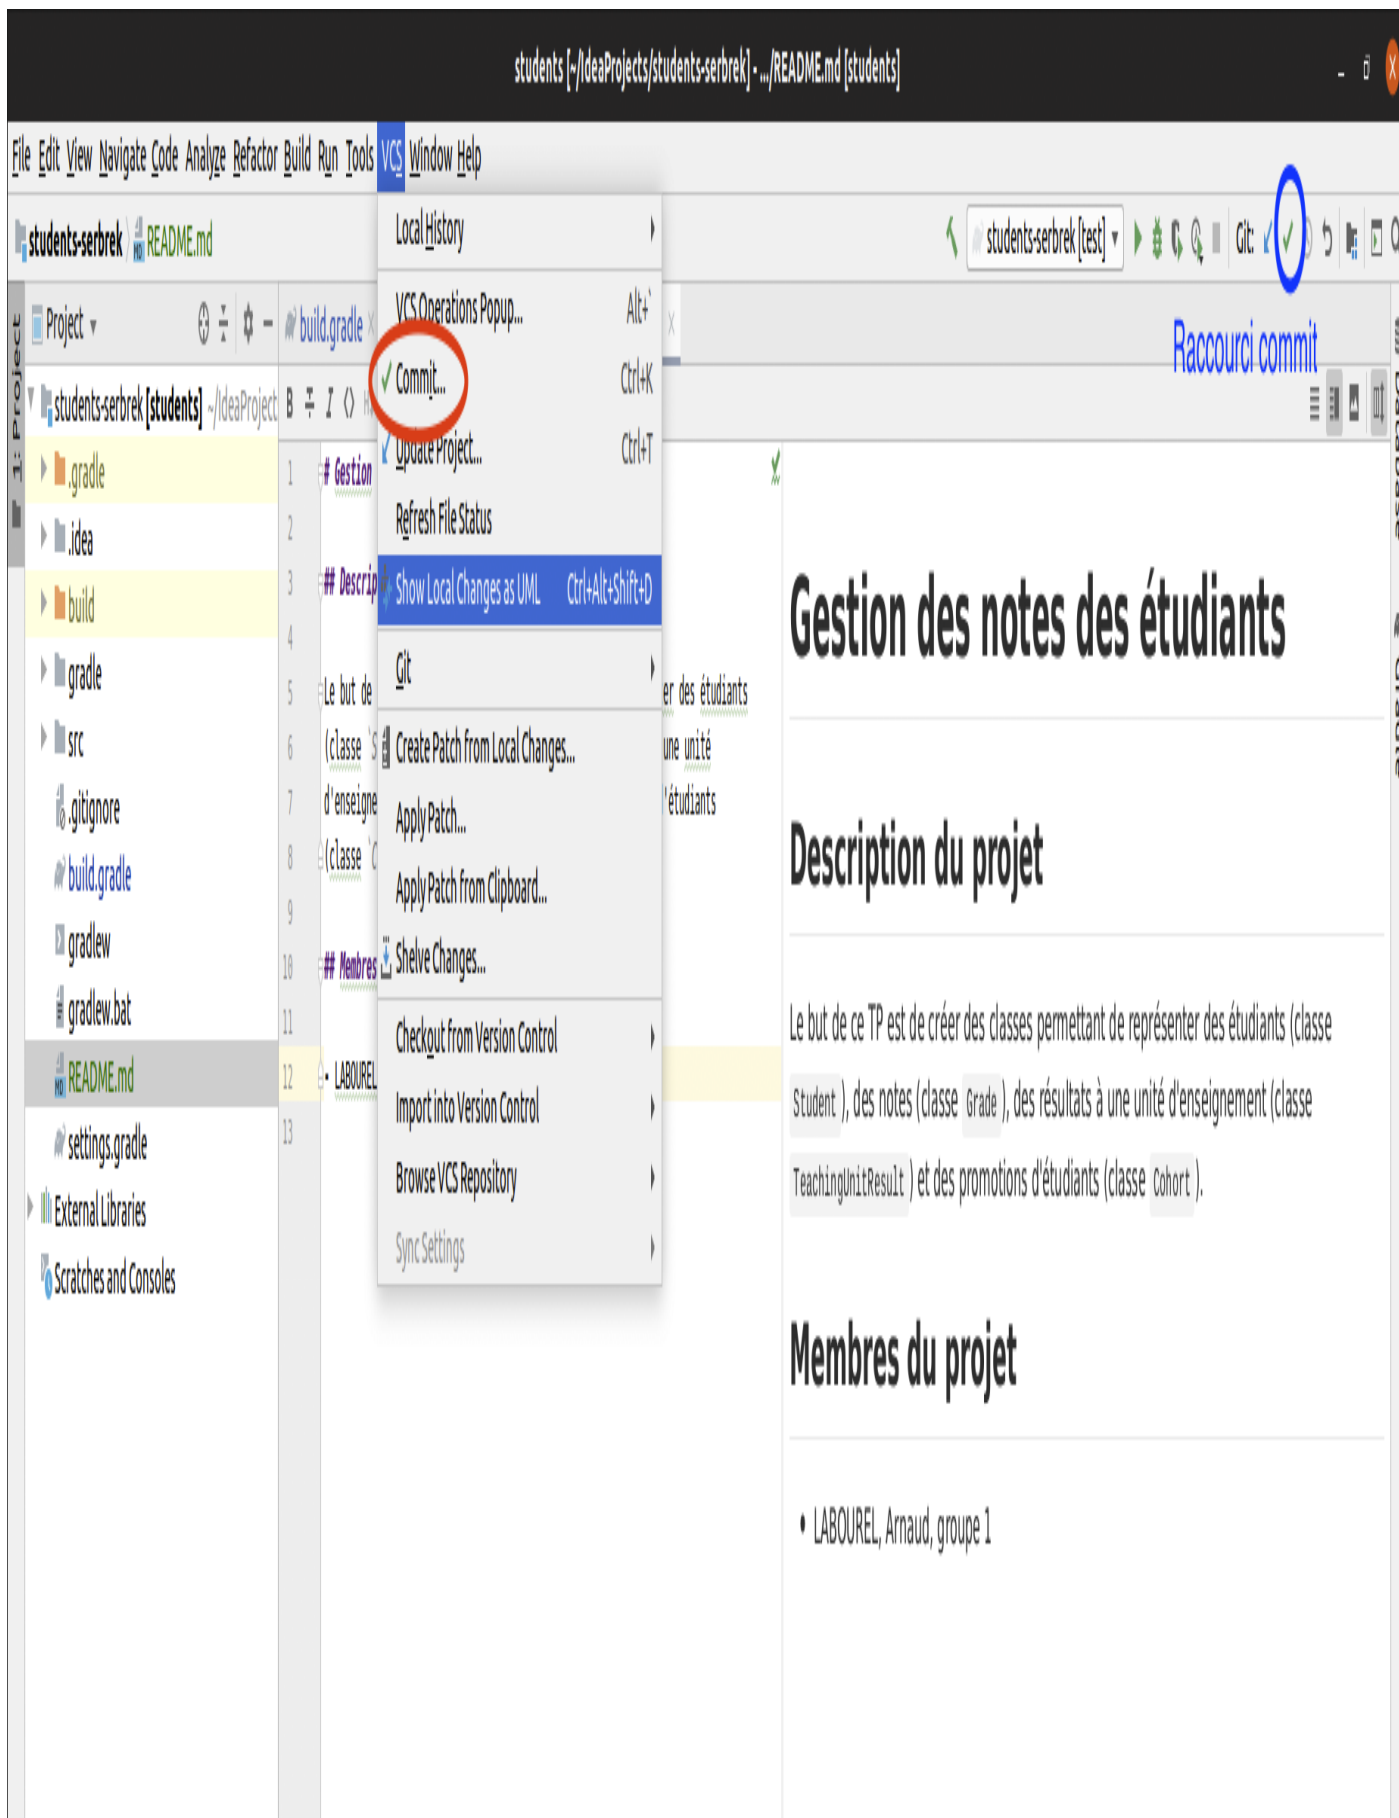 students [~/IdeaProjects/students-serbrek] - .../README.md [students]
File Edit View Navigate Code Analyze Refactor Build Run Tools VCS Window Help
students-serbrek README.md
students-serbrek [test] Git:
Raccourci commit
1: Project
Project
build.gradle
students-serbrek [students] ~/IdeaProject
.gradle
.idea
build
gradle
src
.gitignore
build.gradle
gradlew
gradlew.bat
README.md
settings.gradle
External Libraries
Scratches and Consoles
Local History
VCS Operations Popup... Alt+`
Commit... Ctrl+K
Update Project... Ctrl+T
Refresh File Status
Show Local Changes as UML Ctrl+Alt+Shift+D
Git
Create Patch from Local Changes...
Apply Patch...
Apply Patch from Clipboard...
Shelve Changes...
Checkout from Version Control
Import into Version Control
Browse VCS Repository
Sync Settings
1 # Gestion
2
3 ## Descrip
4
5 Le but de er des étudiants
6 (classe `S une unité
7 d'enseigne 'étudiants
8 (classe `C
9
10 ## Membres
11
12 - LABOUREL
13
Gestion des notes des étudiants
Description du projet
Le but de ce TP est de créer des classes permettant de représenter des étudiants (classe
Student ), des notes (classe Grade ), des résultats à une unité d'enseignement (classe
TeachingUnitResult ) et des promotions d'étudiants (classe Cohort ).
Membres du projet
• LABOUREL, Arnaud, groupe 1